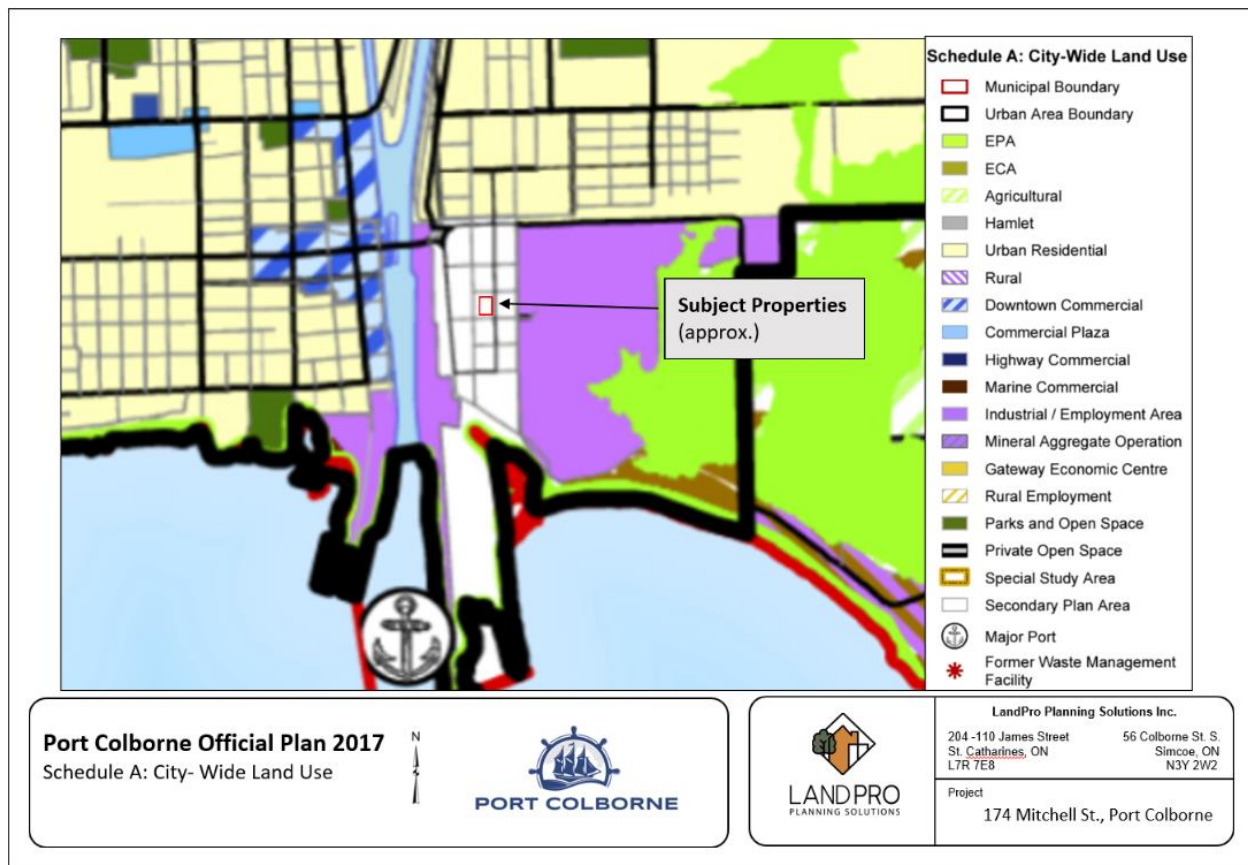 Schedule A: City-Wide Land Use
Municipal Boundary
Urban Area Boundary
EPA
ECA
Agricultural
Hamlet
Urban Residential
Rural
Downtown Commercial
Commercial Plaza
Highway Commercial
Marine Commercial
Industrial / Employment Area
Mineral Aggregate Operation
Gateway Economic Centre
Rural Employment
Parks and Open Space
Private Open Space
Special Study Area
Secondary Plan Area
Major Port
Former Waste Management
Facility
Subject Properties
(approx.)
Port Colborne Official Plan 2017
Schedule A: City- Wide Land Use
N
PORT COLBORNE
LANDPRO
PLANNING SOLUTIONS
LandPro Planning Solutions Inc.
204 -110 James Street
St. Catharines, ON
L7R 7E8
56 Colborne St. S.
Simcoe, ON
N3Y 2W2
Project
174 Mitchell St., Port Colborne